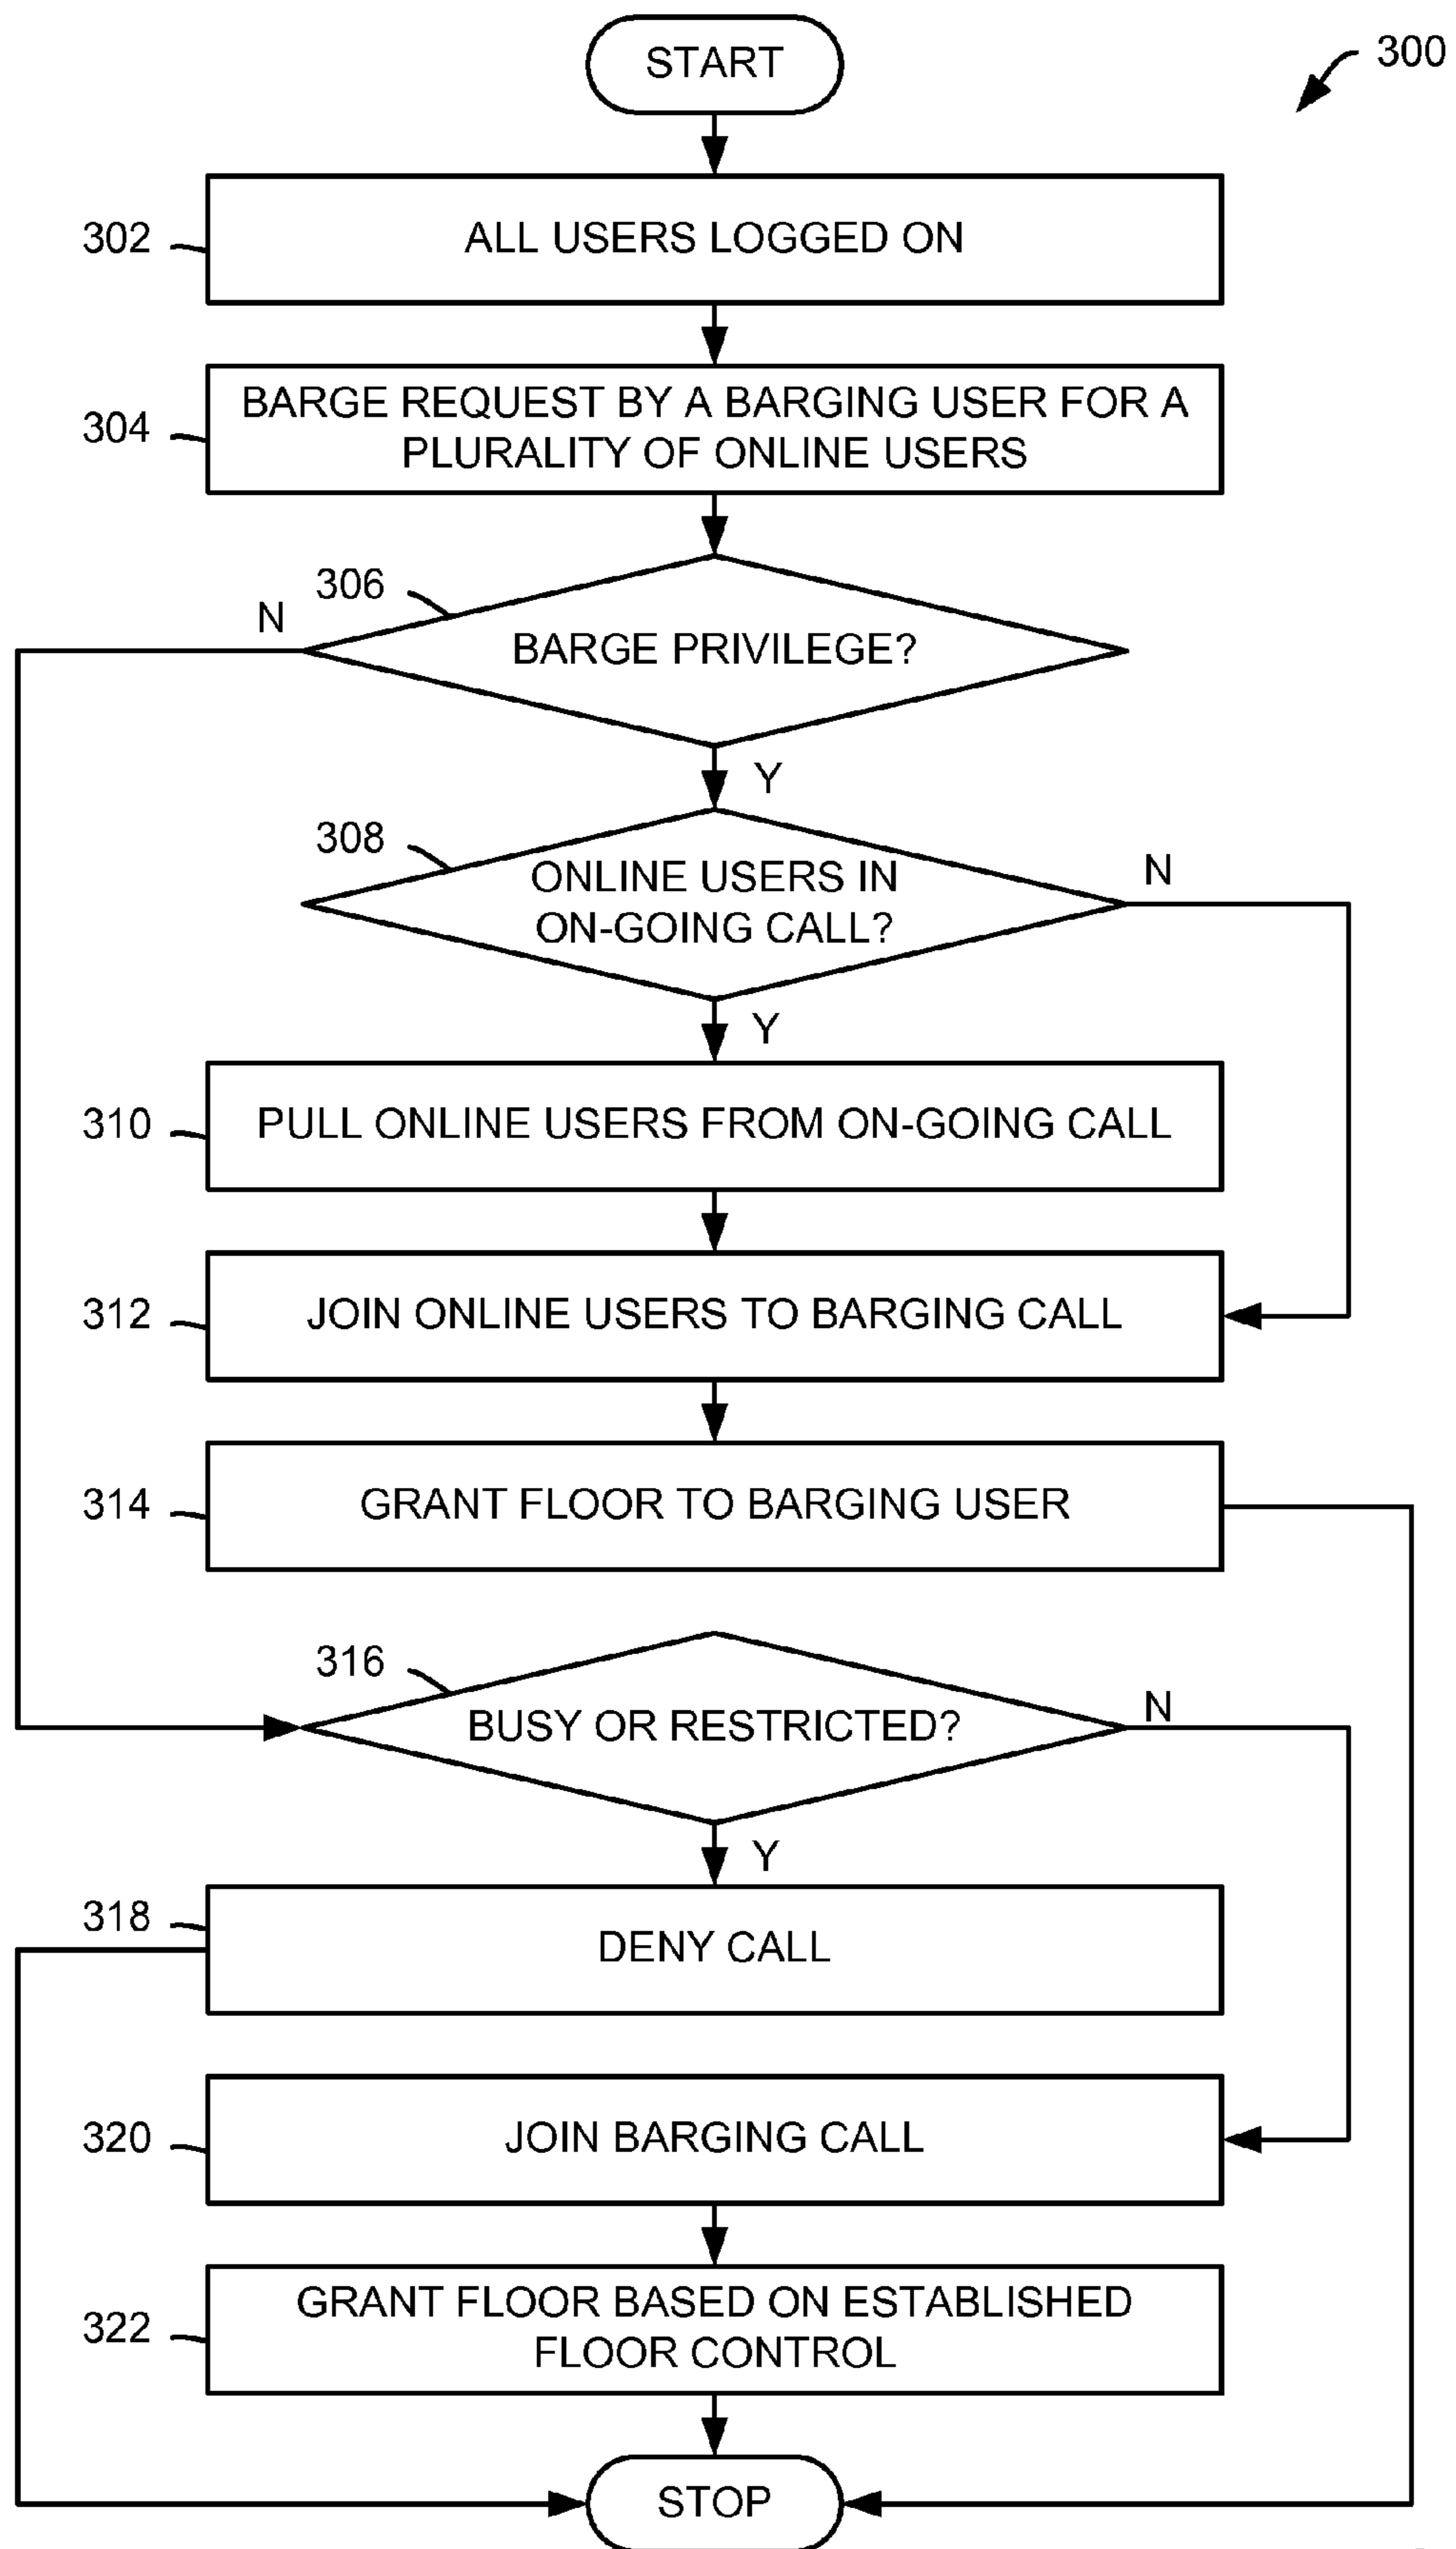 START
300
302
ALL USERS LOGGED ON
304
BARGE REQUEST BY A BARGING USER FOR A
PLURALITY OF ONLINE USERS
306
N
BARGE PRIVILEGE?
Y
308
ONLINE USERS IN
ON-GOING CALL?
N
Y
310
PULL ONLINE USERS FROM ON-GOING CALL
312
JOIN ONLINE USERS TO BARGING CALL
314
GRANT FLOOR TO BARGING USER
316
BUSY OR RESTRICTED?
N
Y
318
DENY CALL
320
JOIN BARGING CALL
322
GRANT FLOOR BASED ON ESTABLISHED
FLOOR CONTROL
STOP